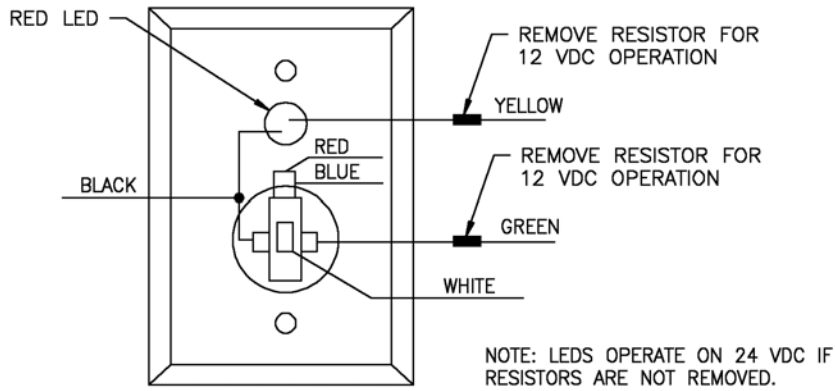 RED LED
REMOVE RESISTOR FOR
12 VDC OPERATION
YELLOW
RED
BLUE
REMOVE RESISTOR FOR
12 VDC OPERATION
BLACK
GREEN
WHITE
NOTE: LEDS OPERATE ON 24 VDC IF
RESISTORS ARE NOT REMOVED.